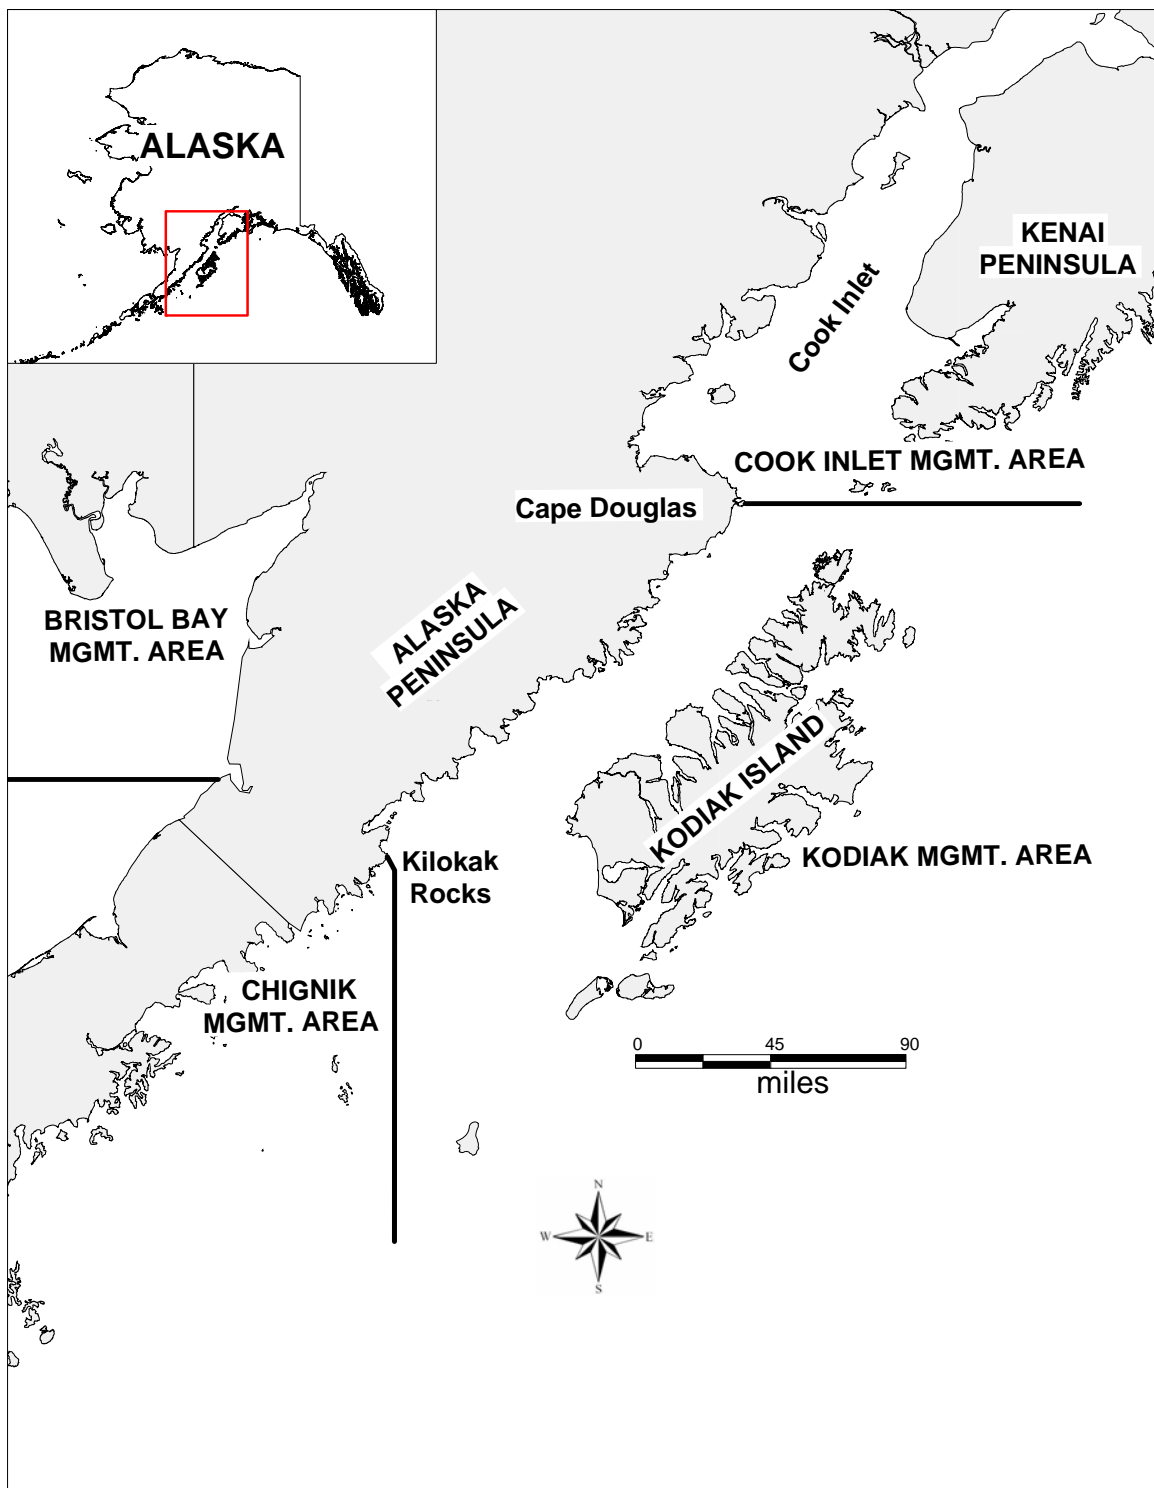 ALASKA
KENAI
PENINSULA
Cook Inlet
COOK INLET MGMT. AREA
Cape Douglas
BRISTOL BAY
MGMT. AREA
ALASKA
PENINSULA
KODIAK ISLAND
Kilokak
Rocks
KODIAK MGMT. AREA
CHIGNIK
MGMT. AREA
0 45 90
miles
N
W E
S